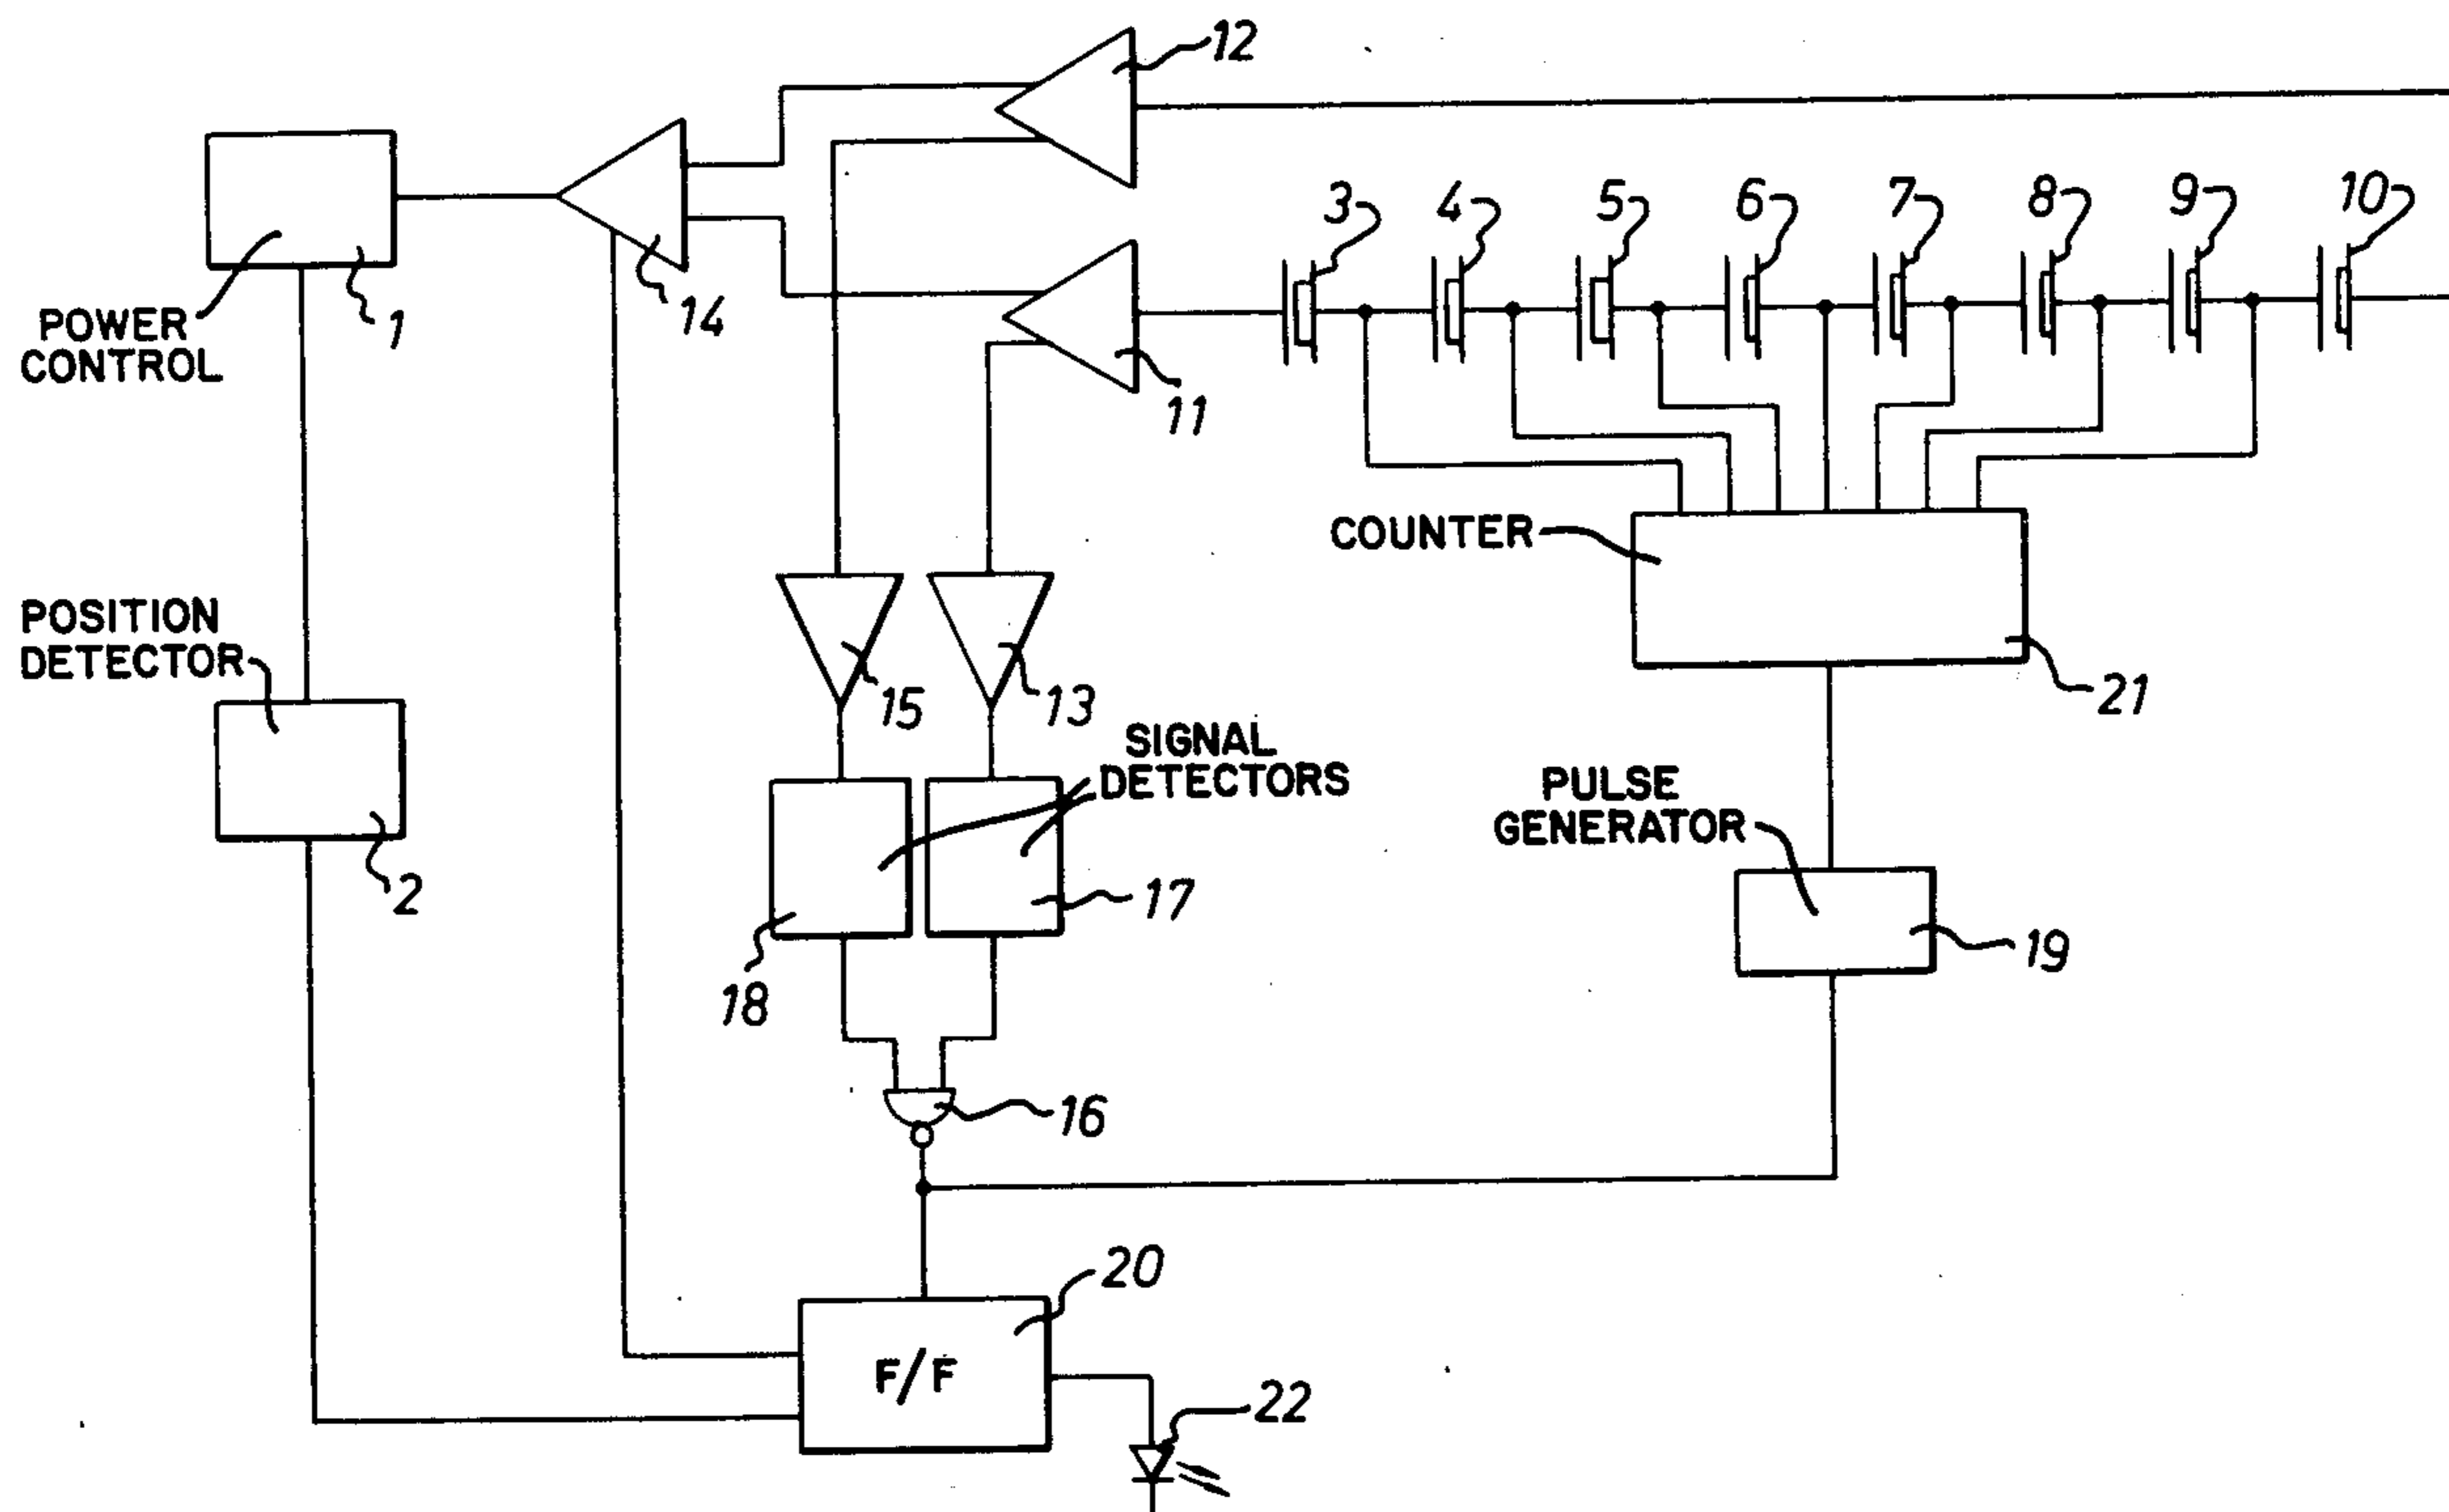 12
3
4
5
6
7
8
9
10
14
1
POWER
CONTROL
11
COUNTER
POSITION
DETECTOR
15
13
21
SIGNAL
DETECTORS
PULSE
GENERATOR
2
17
18
19
16
20
F/F
22